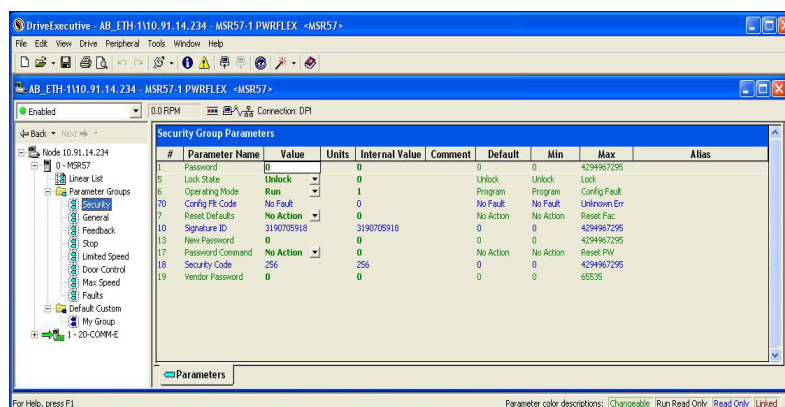 DriveExecutive - AB_ETH-1\10.91.14.234 - MSR57-1 PWRFLEX <MSR57>
File Edit View Drive Peripheral Tools Window Help
AB_ETH-1\10.91.14.234 - MSR57-1 PWRFLEX <MSR57>
Enabled 0.0 RPM Connection: DPI
Back Next
Node 10.91.14.234
0 - MSR57
Linear List
Parameter Groups
Security
General
Feedback
Stop
Limited Speed
Door Control
Max Speed
Faults
Default Custom
My Group
1 - 20-COMM-E
Security Group Parameters
# Parameter Name Value Units Internal Value Comment Default Min Max Alias
1 Password 0 0 0 0 4294967295
5 Lock State Unlock 0 Unlock Unlock Lock
6 Operating Mode Run 1 Program Program Config Fault
70 Config Flt Code No Fault 0 No Fault No Fault Unknown Err
7 Reset Defaults No Action 0 No Action No Action Reset Fac
10 Signature ID 3190705918 3190705918 0 0 4294967295
13 New Password 0 0 0 0 4294967295
17 Password Command No Action 0 No Action No Action Reset PW
18 Security Code 256 256 0 0 4294967295
19 Vendor Password 0 0 0 0 65535
Parameters
For Help, press F1 Parameter color descriptions: Changeable Run Read Only Read Only Linked